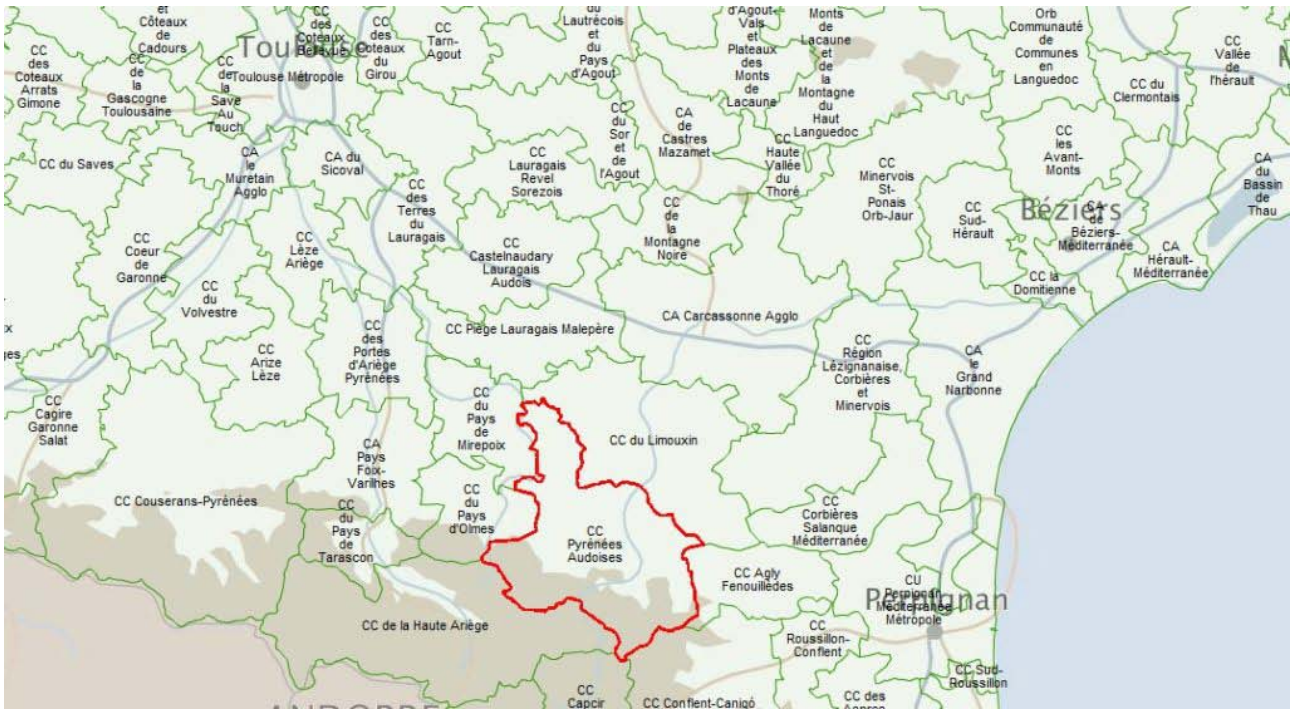 et
Côteaux
de
Cadours
CC
des
Coteaux
Bellevue
CC
des
Coteaux
du
Girou
CC
Tarn-
Agout
du
Lautrécois
et du
Pays
d'Agout
d'Agout-
Vals
et
Plateaux
des
Monts
de
Lacaune
Monts
de
Lacaune
et de
la
Montagne
du
Haut
Languedoc
Orb
Communauté
de
Communes
en
Languedoc
CC
Vallée
de
l'hérault
CC du
Clermontais
CC
des
Coteaux
Arrats
Gimone
CC
de
la
Gascogne
Toulousaine
CC
de
la
Save
Au
Touch
Toulouse
Toulouse Métropole
CC du Saves
CA
le
Muretain
Agglo
CA du
Sicoval
CC
des
Terres
du
Lauragais
CC
Lauragais
Revel
Sorezois
CC
du
Sor
et
de
l'Agout
CA
de
Castres
Mazamet
CC
Haute
Vallée
du
Thoré
CC
Minervois
St-
Ponais
Orb-Jaur
CC
les
Avant-
Monts
CA
du
Bassin
de
Thau
CC
Sud-
Hérault
Béziers
CA
de
Béziers-
Méditerranée
CA
Hérault-
Méditerranée
CC la
Domitienne
CC
Coeur
de
Garonne
CC
Lèze
Ariège
CC
du
Volvestre
CC
Castelnaudary
Lauragais
Audois
CC
de
la
Montagne
Noire
CC Piège Lauragais Malepère
CA Carcassonne Agglo
CC
Arize
Lèze
CC
des
Portes
d'Ariège
Pyrénées
CC
Région
Lézignanaise,
Corbières
et
Minervois
CA
le
Grand
Narbonne
CC
Cagire
Garonne
Salat
CC
du
Pays
de
Mirepoix
CC du Limouxin
CA
Pays
Foix-
Varilhes
CC Couserans-Pyrénées
CC
du
Pays
de
Tarascon
CC
du
Pays
d'Olmes
CC
Pyrénées
Audoises
CC
Corbières
Salanque
Méditerranée
CC Agly
Fenouillèdes
CU
Perpignan
Méditerranée
Métropole
Perpignan
CC de la Haute Ariège
CC
Roussillon-
Conflent
CC Sud-
Roussillon
CC
Capcir
CC Conflent-Canigó
CC des
Aspres
ANDORRE